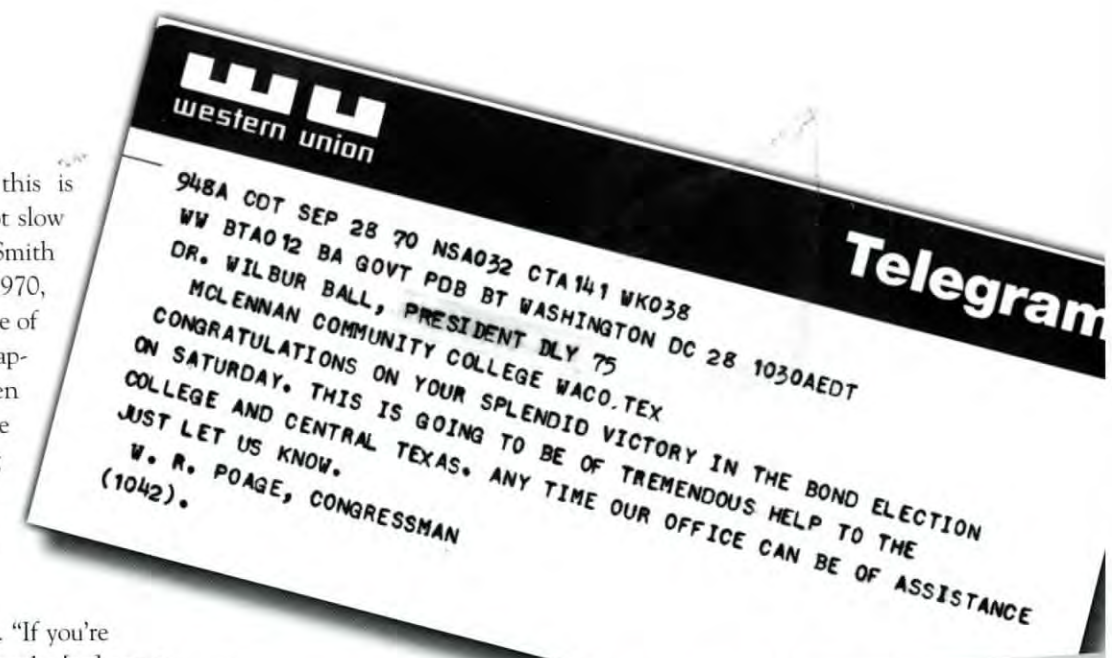 this is
t slow
Smith
970,
e of
ap-
en
e
. "If you're
WU
western union
Telegram
948A CDT SEP 28 70 NSA032 CTA141 WK038
WW BTA012 BA GOVT PDB BT WASHINGTON DC 28 1030AEDT
DR. WILBUR BALL, PRESIDENT DLY 75
MCLENNAN COMMUNITY COLLEGE WACO.TEX
CONGRATULATIONS ON YOUR SPLENDID VICTORY IN THE BOND ELECTION
ON SATURDAY. THIS IS GOING TO BE OF TREMENDOUS HELP TO THE
COLLEGE AND CENTRAL TEXAS. ANY TIME OUR OFFICE CAN BE OF ASSISTANCE
JUST LET US KNOW.
W. R. POAGE, CONGRESSMAN
(1042).